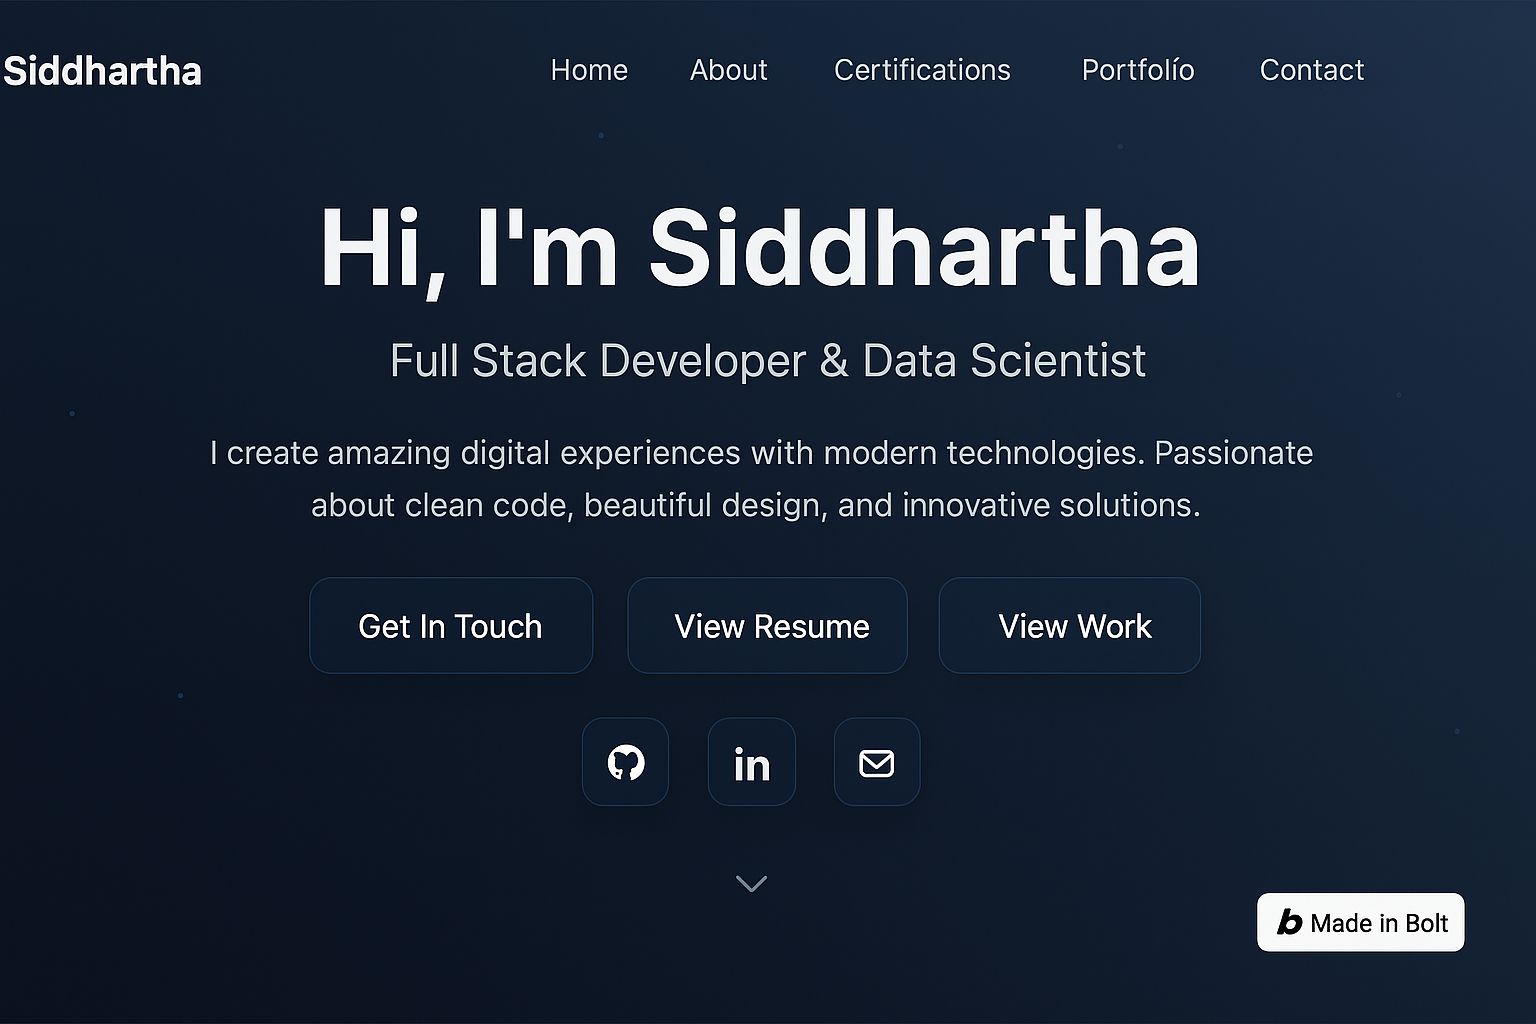 Siddhartha
Home About Certifications Portfolío Contact
Hi, I'm Siddhartha
Full Stack Developer & Data Scientist
I create amazing digital experiences with modern technologies. Passionate
about clean code, beautiful design, and innovative solutions.
Get In Touch
View Resume
View Work
in
b Made in Bolt